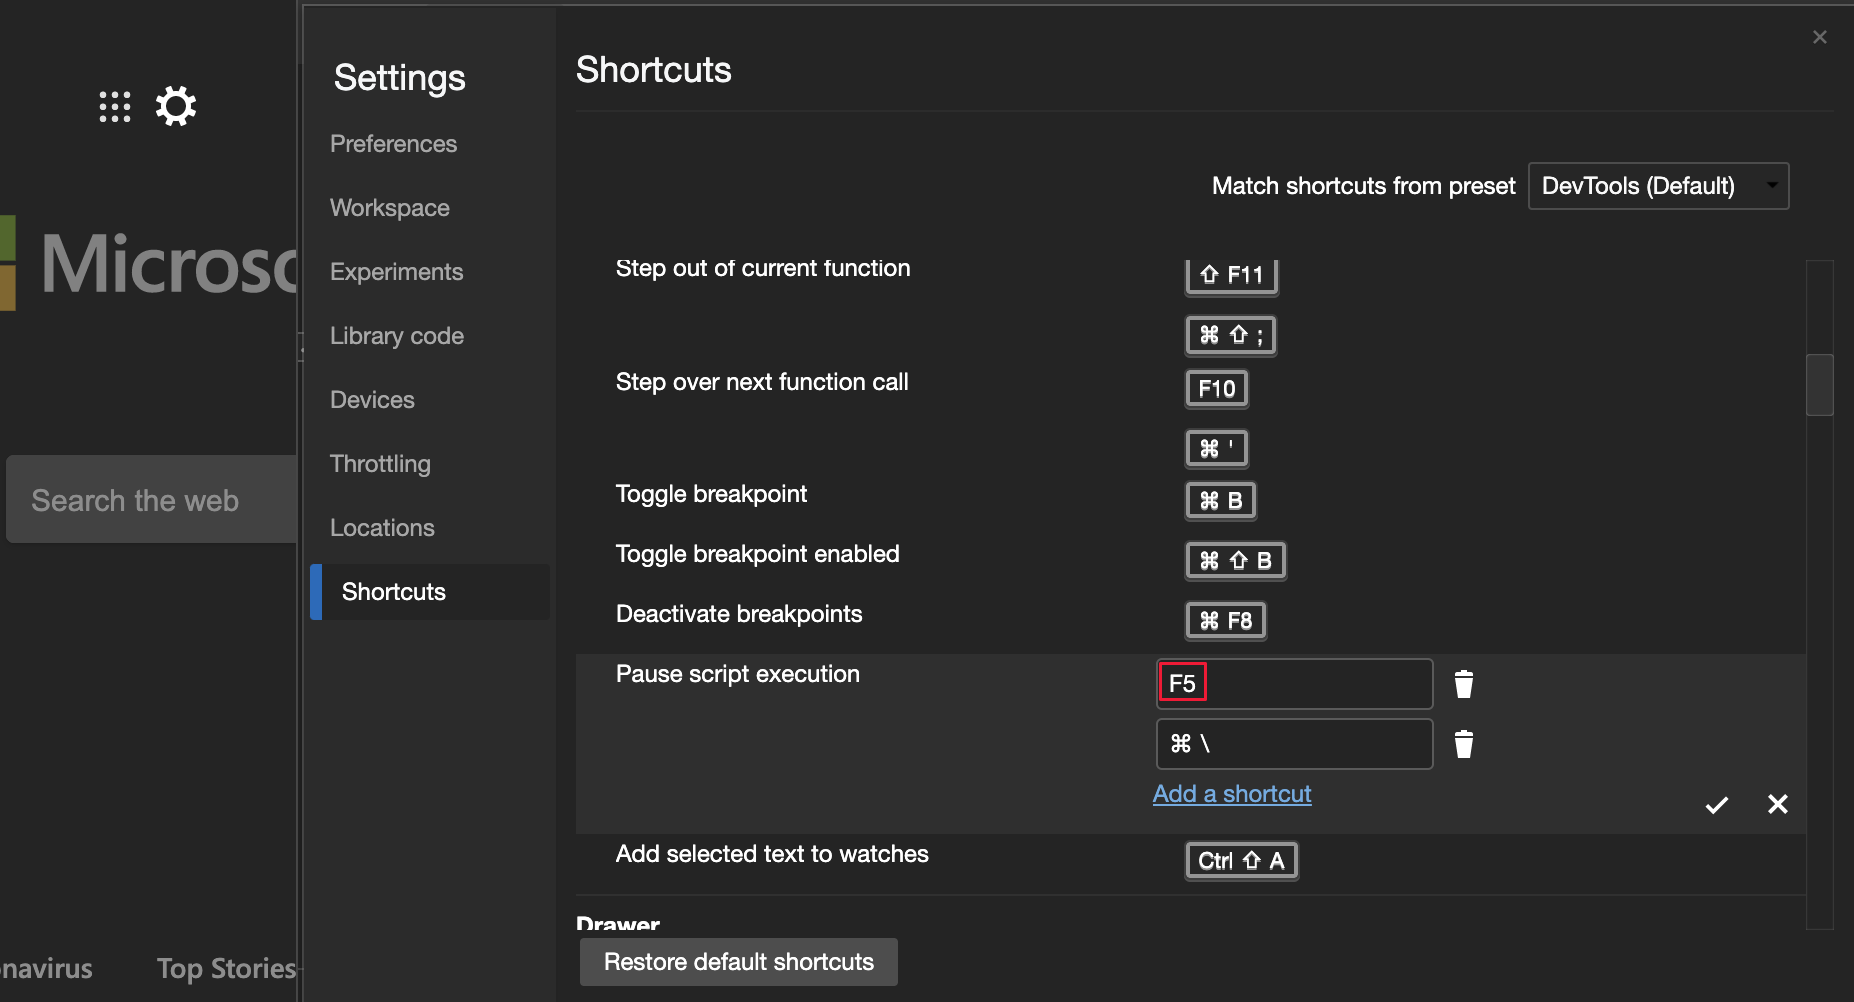 Settings
Preferences
Workspace
Experiments
Library code
Devices
Throttling
Locations
Shortcuts
Search the web
Top Stories
Shortcuts
Match shortcuts from preset DevTools (Default)
Step out of current function ⇧ F11
⌘ ⇧ ;
Step over next function call F10
⌘ '
Toggle breakpoint ⌘ B
Toggle breakpoint enabled ⌘ ⇧ B
Deactivate breakpoints ⌘ F8
Pause script execution F5
⌘ \
Add a shortcut
Add selected text to watches Ctrl ⇧ A
Drawer
Restore default shortcuts